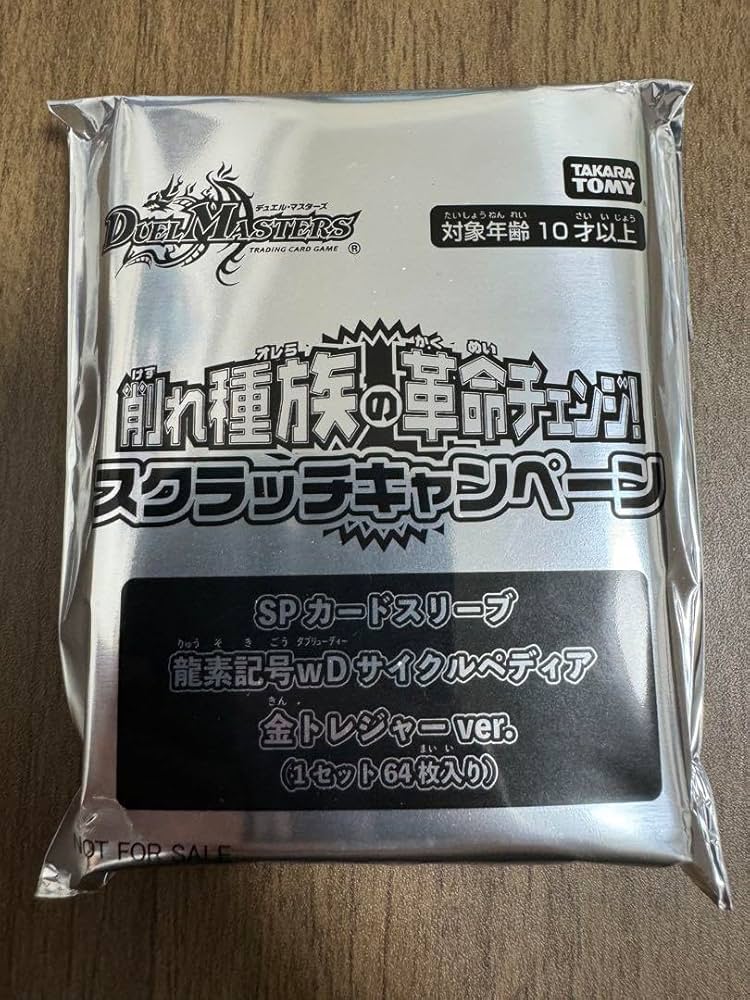 TAKARA TOMY
デュエル・マスターズ
DUEL MASTERS
TRADING CARD GAME ®
たいしょうねんれい さいいじょう
対象年齢 10才以上
けず オレら かく めい
削れ種族の革命チェンジ!
スクラッチキャンペーン
SPカードスリーブ
りゅうそきごう タブリューディー
龍素記号wDサイクルペディア
きん
金トレジャーver.
まいい
(1セット64枚入り)
NOT FOR SALE